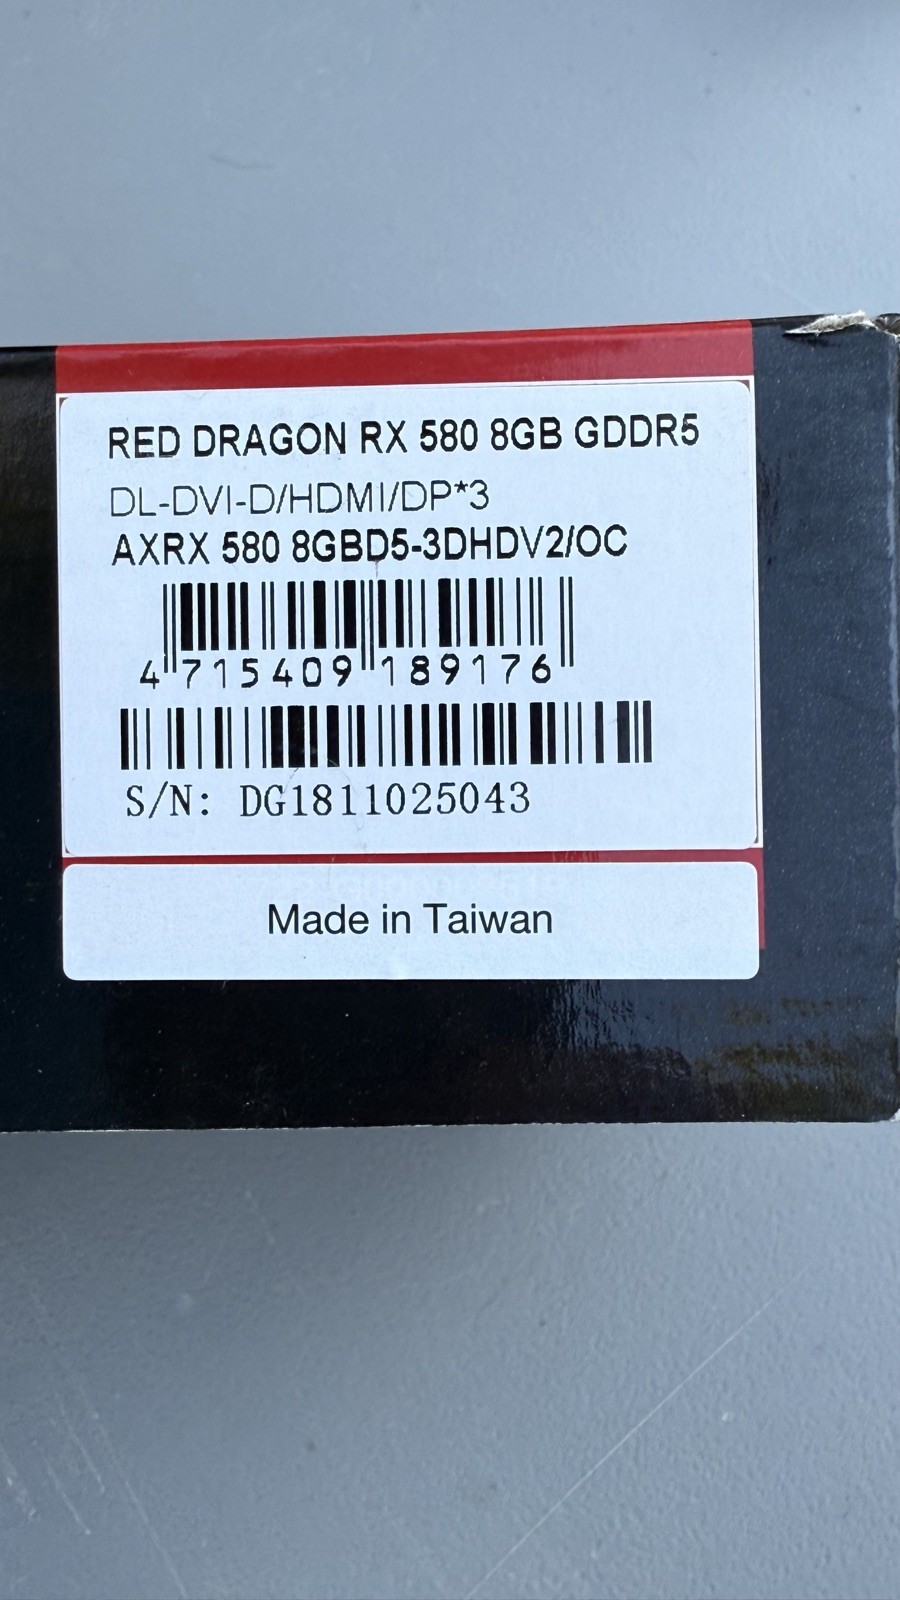 RED DRAGON RX 580 8GB GDDR5
DL-DVI-D/HDMI/DP*3
AXRX 580 8GBD5-3DHDV2/OC
4 715409 189176
S/N: DG1811025043
Made in Taiwan